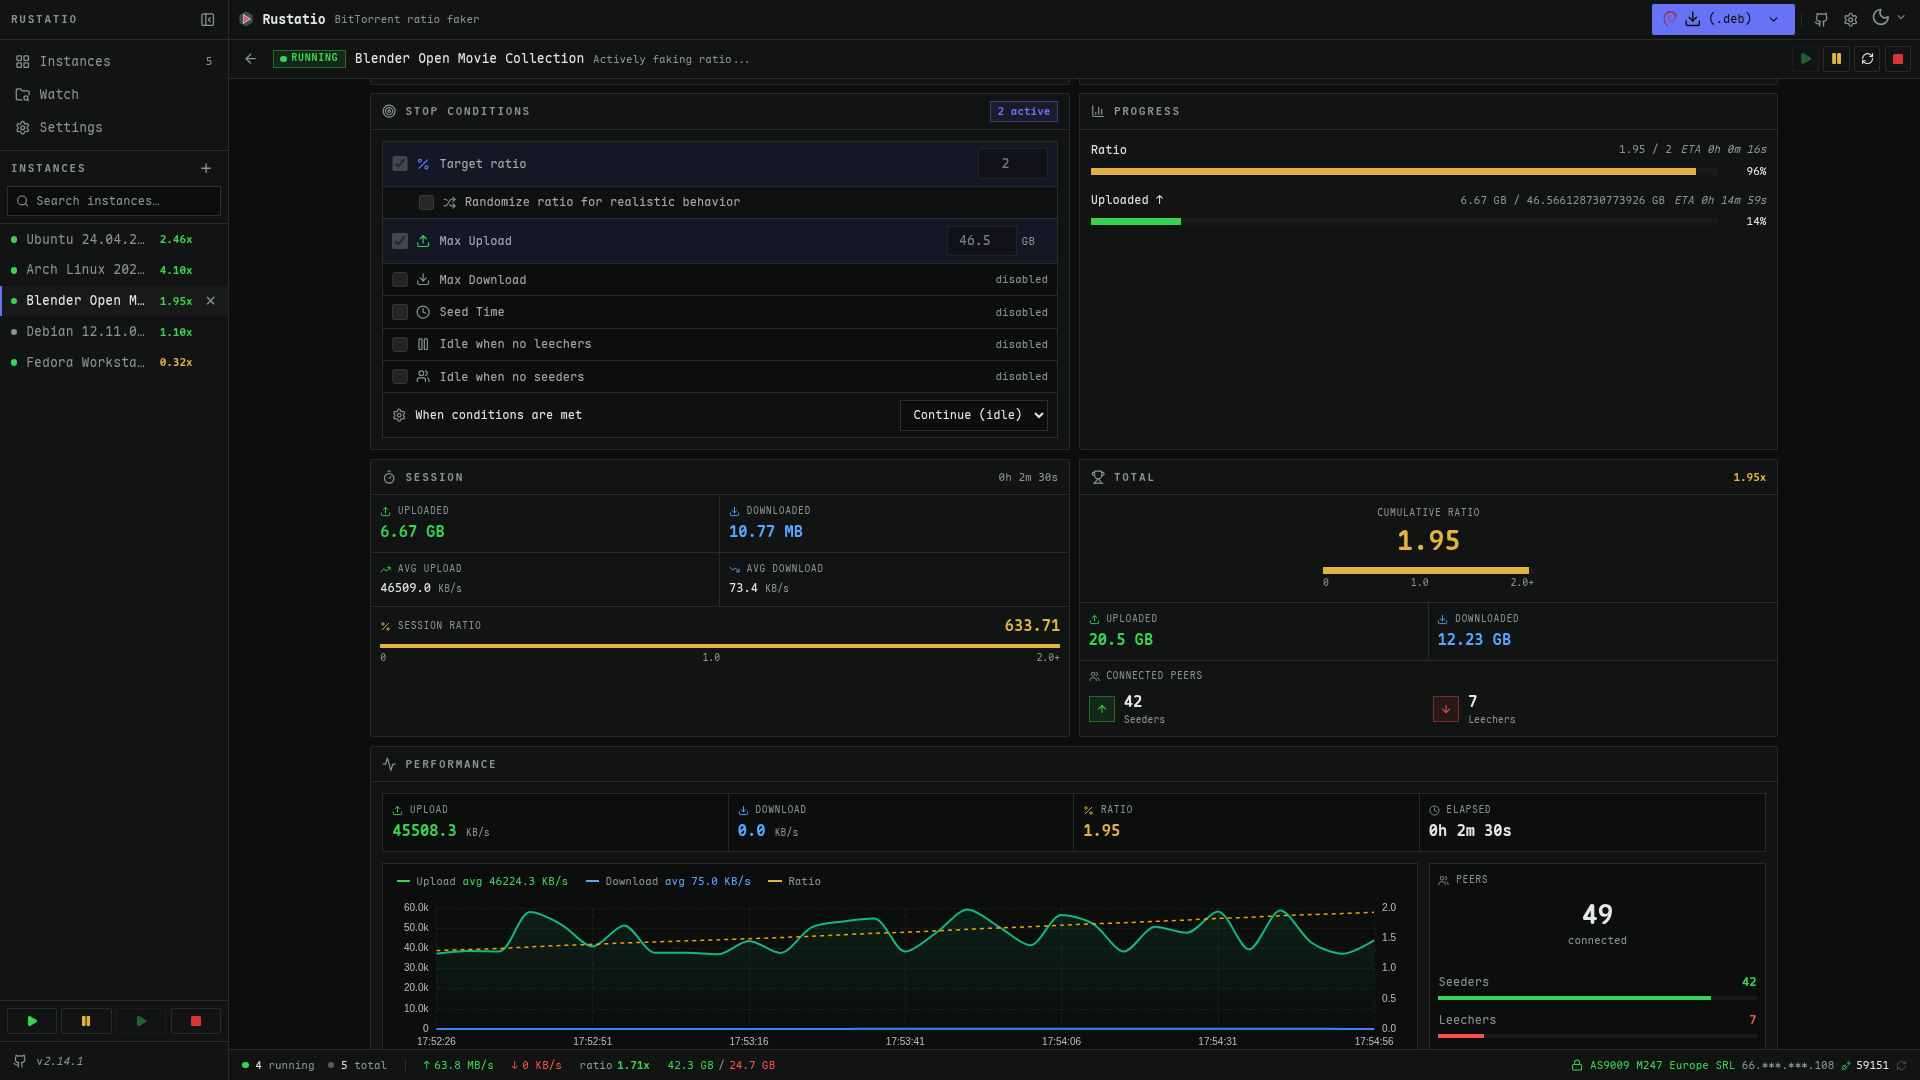 RUSTATIO
Rustatio BitTorrent ratio faker
(.deb)
Instances 5
Watch
Settings
INSTANCES
Search instances…
Ubuntu 24.04.2… 2.46x
Arch Linux 202… 4.10x
Blender Open M… 1.95x
Debian 12.11.0… 1.10x
Fedora Worksta… 0.32x
v2.14.1
RUNNING Blender Open Movie Collection Actively faking ratio...
STOP CONDITIONS 2 active
Target ratio 2
Randomize ratio for realistic behavior
Max Upload 46.5 GB
Max Download disabled
Seed Time disabled
Idle when no leechers disabled
Idle when no seeders disabled
When conditions are met Continue (idle)
PROGRESS
Ratio 1.95 / 2 ETA 0h 0m 16s
96%
Uploaded ↑ 6.67 GB / 46.566128730773926 GB ETA 0h 14m 59s
14%
SESSION 0h 2m 30s
UPLOADED
6.67 GB
DOWNLOADED
10.77 MB
AVG UPLOAD
46509.0 KB/s
AVG DOWNLOAD
73.4 KB/s
SESSION RATIO 633.71
0 1.0 2.0+
TOTAL 1.95x
CUMULATIVE RATIO
1.95
0 1.0 2.0+
UPLOADED
20.5 GB
DOWNLOADED
12.23 GB
CONNECTED PEERS
42
Seeders
7
Leechers
PERFORMANCE
UPLOAD
45508.3 KB/s
DOWNLOAD
0.0 KB/s
RATIO
1.95
ELAPSED
0h 2m 30s
Upload avg 46224.3 KB/s Download avg 75.0 KB/s Ratio
60.0k
50.0k
40.0k
30.0k
20.0k
10.0k
0
2.0
1.5
1.0
0.5
0.0
17:52:26 17:52:51 17:53:16 17:53:41 17:54:06 17:54:31 17:54:56
PEERS
49
connected
Seeders 42
Leechers 7
4 running 5 total ↑63.8 MB/s ↓0 KB/s ratio 1.71x 42.3 GB / 24.7 GB
AS9009 M247 Europe SRL 66.***.***.108 59151